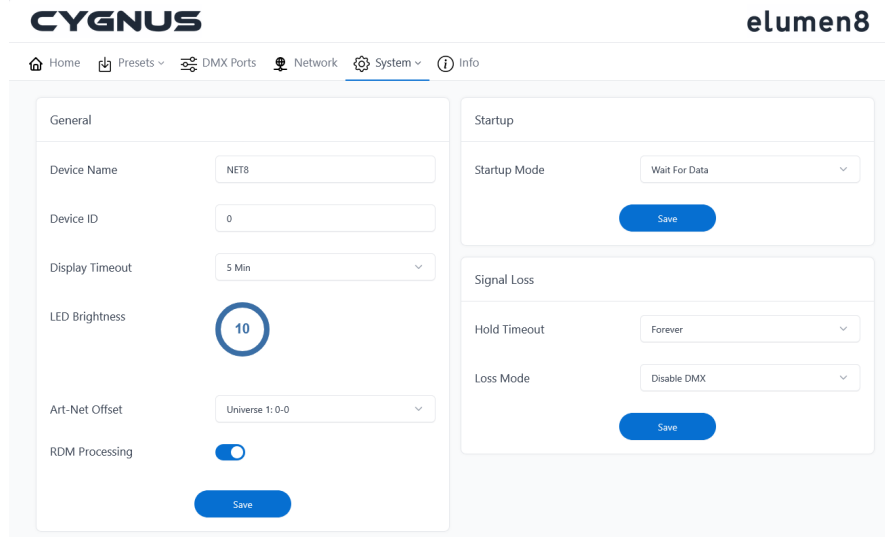 CYGNUS
elumen8
Home Presets DMX Ports Network System Info
General
Device Name NET8
Device ID 0
Display Timeout 5 Min
LED Brightness 10
Art-Net Offset Universe 1: 0-0
RDM Processing
Save
Startup
Startup Mode Wait For Data
Save
Signal Loss
Hold Timeout Forever
Loss Mode Disable DMX
Save